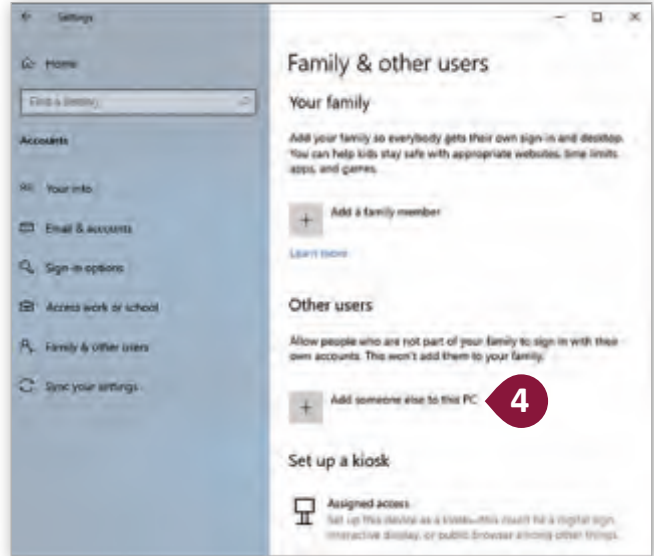 Settings
Home
Find a setting
Accounts
Your info
Email & accounts
Sign-in options
Access work or school
Family & other users
Sync your settings
Family & other users
Your family
Add your family so everybody gets their own sign-in and desktop.
You can help kids stay safe with appropriate websites, time limits,
apps, and games.
Add a family member
Learn more
Other users
Allow people who are not part of your family to sign in with their
own accounts. This won't add them to your family.
Add someone else to this PC
4
Set up a kiosk
Assigned access
Set up this device as a kiosk—this could be a digital sign,
interactive display, or public browser among other things.